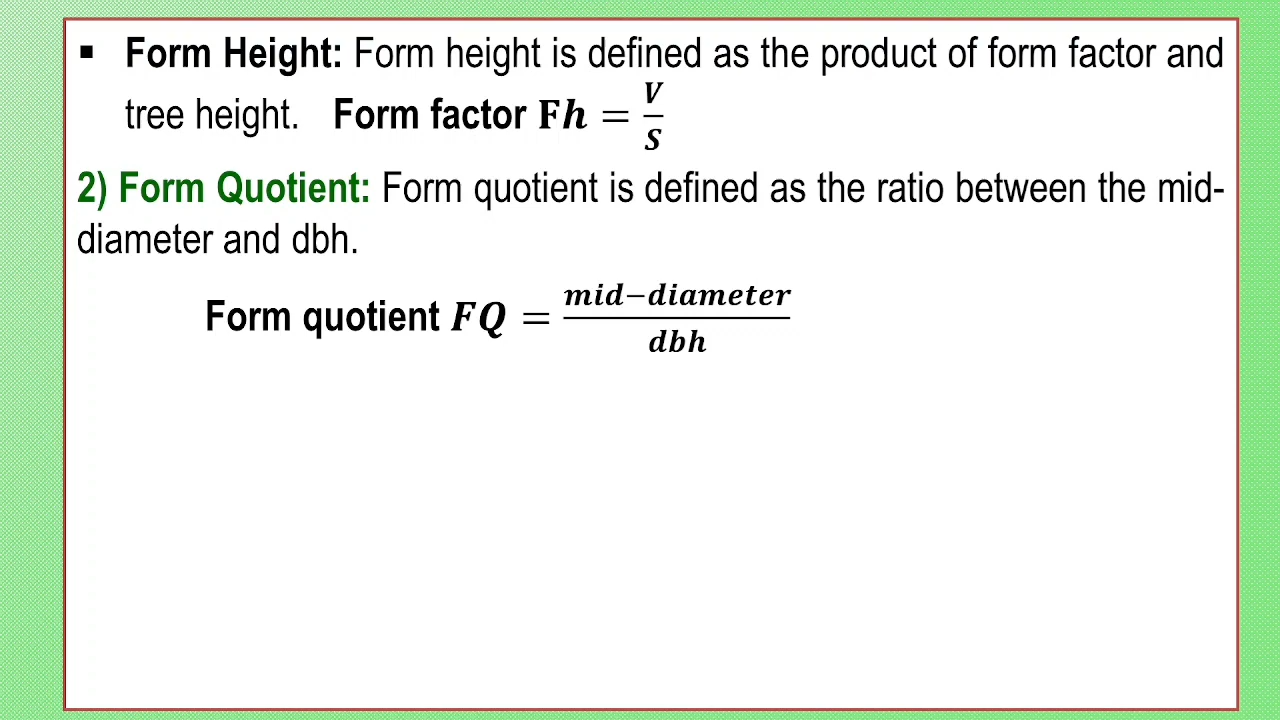 ▪ Form Height: Form height is defined as the product of form factor and
tree height. Form factor Fh = V/S
2) Form Quotient: Form quotient is defined as the ratio between the mid-
diameter and dbh.
Form quotient FQ = mid−diameter/dbh